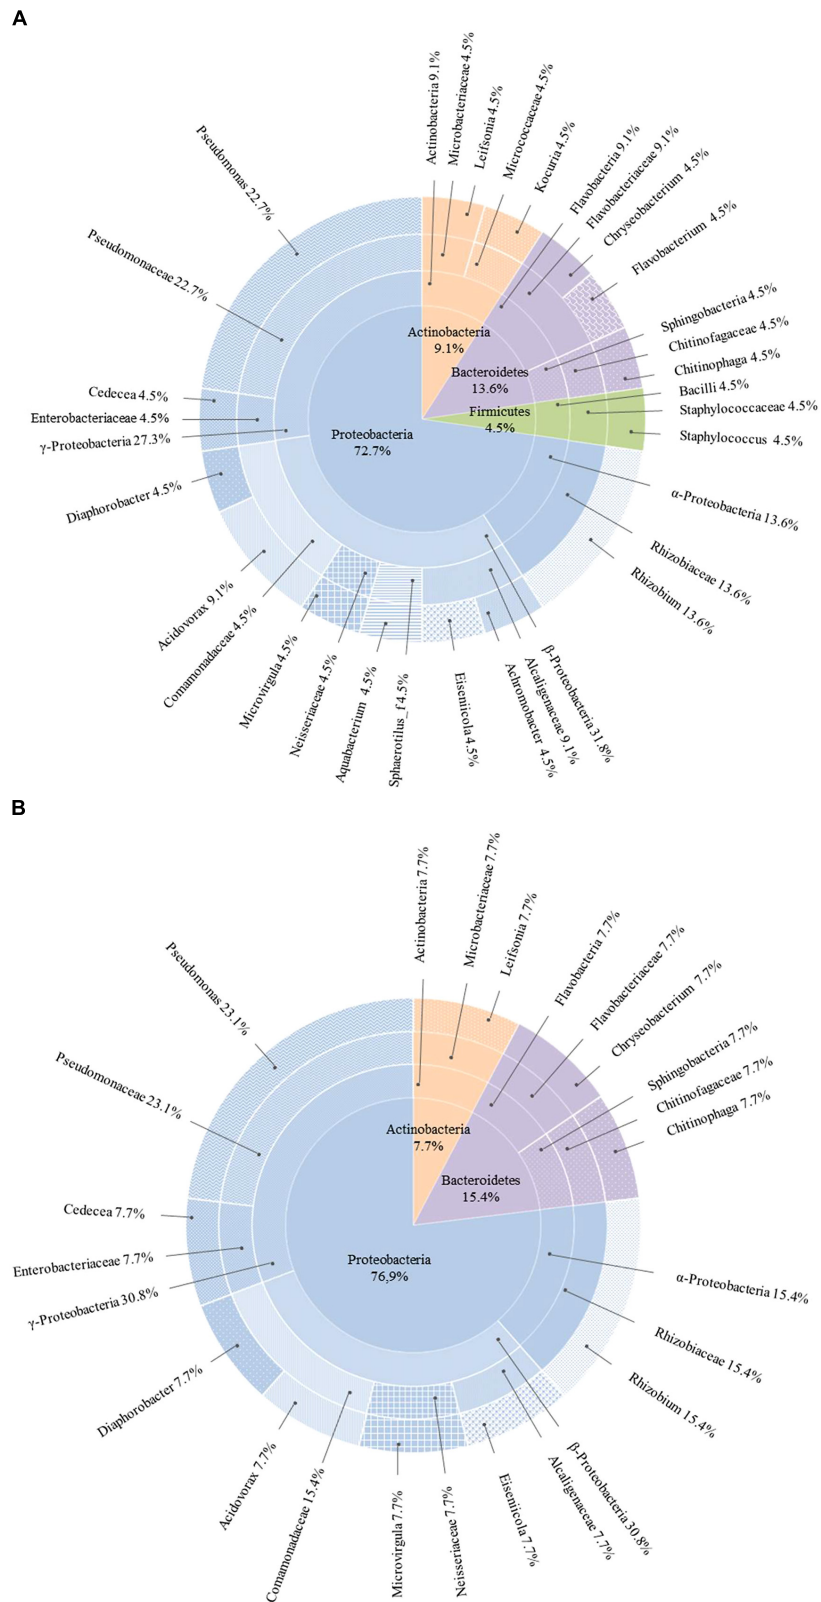 A
Actinobacteria 9.1%
Microbacteriaceae 4.5%
Leifsonia 4.5%
Micrococcaceae 4.5%
Kocuria 4.5%
Flavobacteria 9.1%
Flavobacteriaceae 9.1%
Chryseobacterium 4.5%
Flavobacterium 4.5%
Sphingobacteria 4.5%
Chitinofagaceae 4.5%
Chitinophaga 4.5%
Bacilli 4.5%
Staphylococcaceae 4.5%
Staphylococcus 4.5%
α-Proteobacteria 13.6%
Rhizobiaceae 13.6%
Rhizobium 13.6%
β-Proteobacteria 31.8%
Alcaligenaceae 9.1%
Achromobacter 4.5%
Eiseniicola 4.5%
Sphaerotilus_f 4.5%
Aquabacterium 4.5%
Neisseriaceae 4.5%
Microvirgula 4.5%
Comamonadaceae 4.5%
Acidovorax 9.1%
Diaphorobacter 4.5%
γ-Proteobacteria 27.3%
Enterobacteriaceae 4.5%
Cedecea 4.5%
Pseudomonaceae 22.7%
Pseudomonas 22.7%
Actinobacteria
9.1%
Bacteroidetes
13.6%
Firmicutes
4.5%
Proteobacteria
72.7%
B
Actinobacteria 7.7%
Microbacteriaceae 7.7%
Leifsonia 7.7%
Flavobacteria 7.7%
Flavobacteriaceae 7.7%
Chryseobacterium 7.7%
Sphingobacteria 7.7%
Chitinofagaceae 7.7%
Chitinophaga 7.7%
α-Proteobacteria 15.4%
Rhizobiaceae 15.4%
Rhizobium 15.4%
β-Proteobacteria 30.8%
Alcaligenaceae 7.7%
Eiseniicola 7.7%
Neisseriaceae 7.7%
Microvirgula 7.7%
Comamonadaceae 15.4%
Acidovorax 7.7%
Diaphorobacter 7.7%
γ-Proteobacteria 30.8%
Enterobacteriaceae 7.7%
Cedecea 7.7%
Pseudomonaceae 23.1%
Pseudomonas 23.1%
Actinobacteria
7.7%
Bacteroidetes
15.4%
Proteobacteria
76,9%